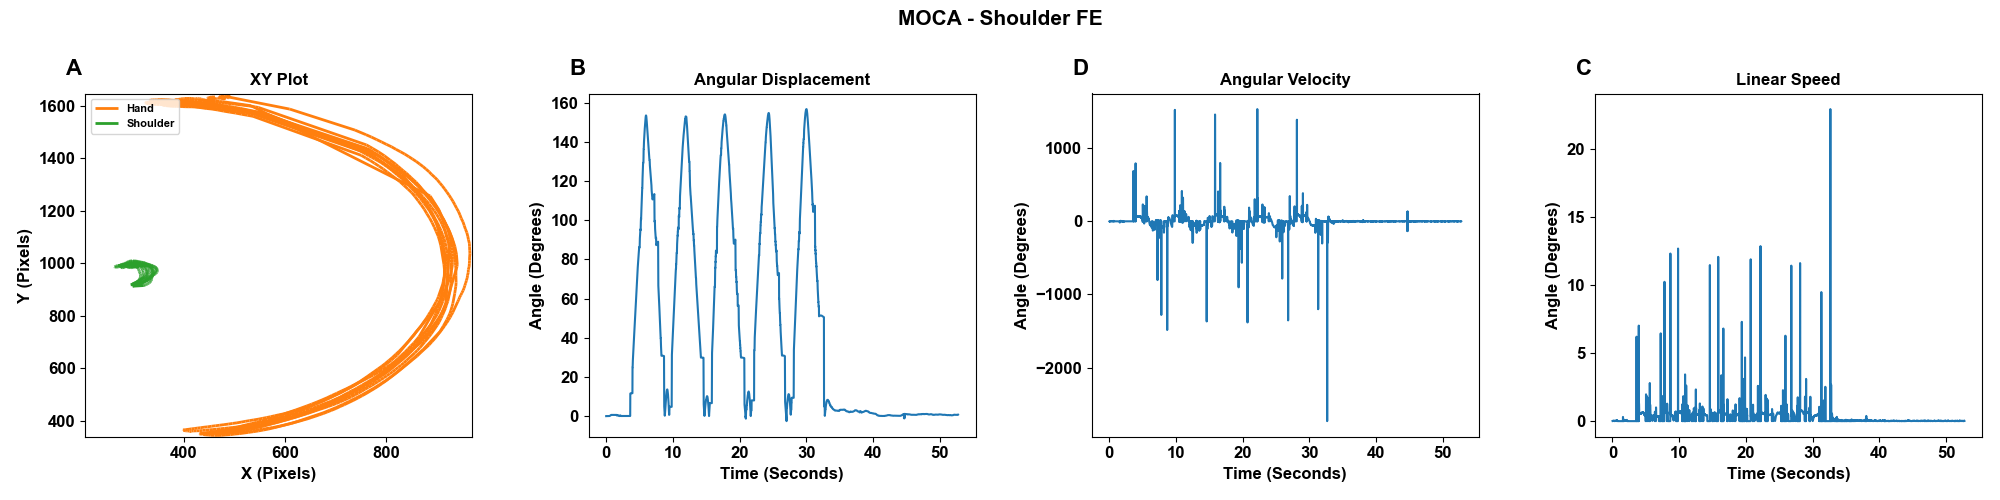 MOCA - Shoulder FE
A
XY Plot
Hand
Shoulder
1600
1400
1200
1000
800
600
400
400
600
800
Y (Pixels)
X (Pixels)
B
Angular Displacement
160
140
120
100
80
60
40
20
0
0
10
20
30
40
50
Angle (Degrees)
Time (Seconds)
D
Angular Velocity
1000
0
−1000
−2000
0
10
20
30
40
50
Angle (Degrees)
Time (Seconds)
C
Linear Speed
20
15
10
5
0
0
10
20
30
40
50
Angle (Degrees)
Time (Seconds)